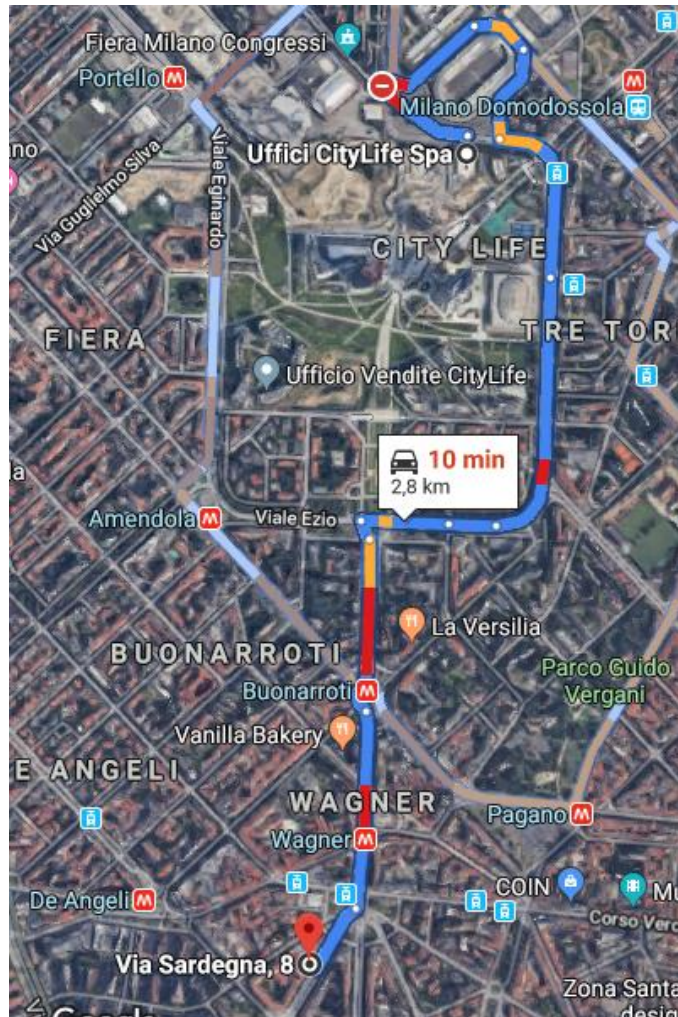 Fiera Milano Congressi
Portello
Milano Domodossola
Uffici CityLife Spa
Via Guglielmo Silva
Viale Eginardo
CITY LIFE
FIERA
TRE TOR
Ufficio Vendite CityLife
10 min
2,8 km
Amendola
Viale Ezio
La Versilia
BUONARROTI
Parco Guido
Vergani
Buonarroti
Vanilla Bakery
E ANGELI
WAGNER
Pagano
Wagner
COIN
De Angeli
Corso Verc
Via Sardegna, 8
Zona Santa
Google
desig